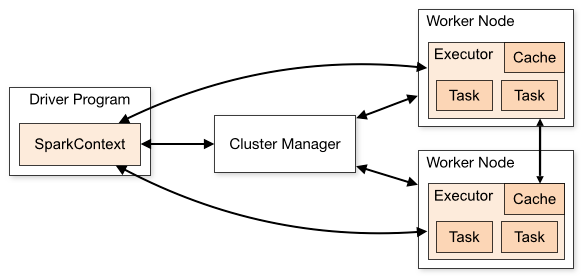 Driver Program
SparkContext
Cluster Manager
Worker Node
Executor
Cache
Task
Task
Worker Node
Executor
Cache
Task
Task